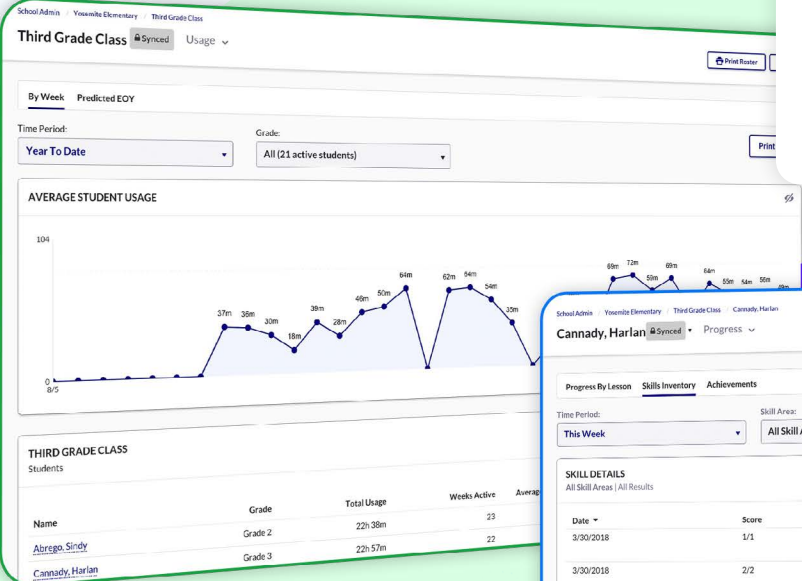 School Admin / Yosemite Elementary / Third Grade Class
Third Grade Class Synced Usage
Print Roster
By Week Predicted EOY
Time Period:
Grade:
Year To Date
All (21 active students)
Print
AVERAGE STUDENT USAGE
104
37m 36m 30m 18m 39m 28m 46m 50m 64m 62m 64m 54m 35m 69m 72m 59m 69m 64m 55m 54m 56m
0
8/5
THIRD GRADE CLASS
Students
Name Grade Total Usage Weeks Active
Abrego, Sindy Grade 2 22h 38m 23
Cannady, Harlan Grade 3 22h 57m 22
School Admin / Yosemite Elementary / Third Grade Class / Cannady, Harlan
Cannady, Harlan Synced Progress
Progress By Lesson Skills Inventory Achievements
Time Period:
Skill Area:
This Week
All Skill
SKILL DETAILS
All Skill Areas | All Results
Date Score
3/30/2018 1/1
3/30/2018 2/2